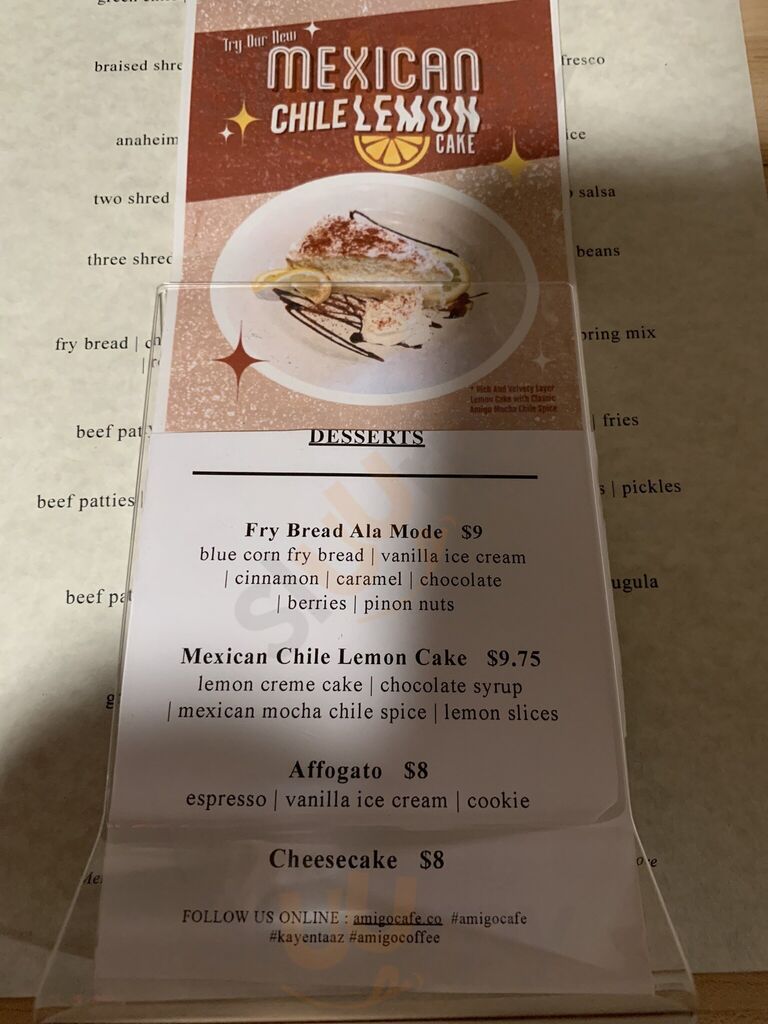 braised shre
fresco
Try Our New
MEXICAN
CHILE LEMON
CAKE
anaheim
ice
two shred
salsa
three shred
beans
fry bread | ch
pring mix
* Rich And Velvety Layer
Lemon Cake with Classic
Amigo Mocha Chile Spice
beef patt
| fries
beef patties |
s | pickles
beef pat
ugula
DESSERTS
Fry Bread Ala Mode $9
blue corn fry bread | vanilla ice cream
| cinnamon | caramel | chocolate
| berries | pinon nuts
Mexican Chile Lemon Cake $9.75
lemon creme cake | chocolate syrup
| mexican mocha chile spice | lemon slices
Affogato $8
espresso | vanilla ice cream | cookie
Cheesecake $8
FOLLOW US ONLINE : amigocafe.co #amigocafe
#kayentaaz #amigocoffee